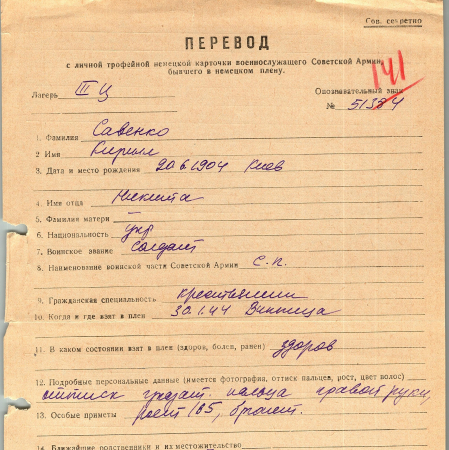 Сов. секретно
ПЕРЕВОД
с личной трофейной немецкой карточки военнослужащего Советской Армии,
бывшего в немецком плену.
141
Лагерь III Ц
Опознавательный знак
№ 51384
1. Фамилия Савенко
2 Имя Кирилл
3. Дата и место рождения 20.6.1904 Киев
4. Имя отца Никита
5. Фамилия матери —
6. Национальность укр
7. Воинское звание солдат
8. Наименование воинской части Советской Армии с.п.
9. Гражданская специальность
10. Когда и где взят в плен 30.1.44 Винница
11. В каком состоянии взят в плен (здоров, болен, ранен) здоров
12. Подробные персональные данные (имеется фотография, оттиск пальцев, рост, цвет волос)
оттиск пальца правой руки,
13. Особые приметы рост 165, брюнет.
14. Ближайшие родственники и их местожительство